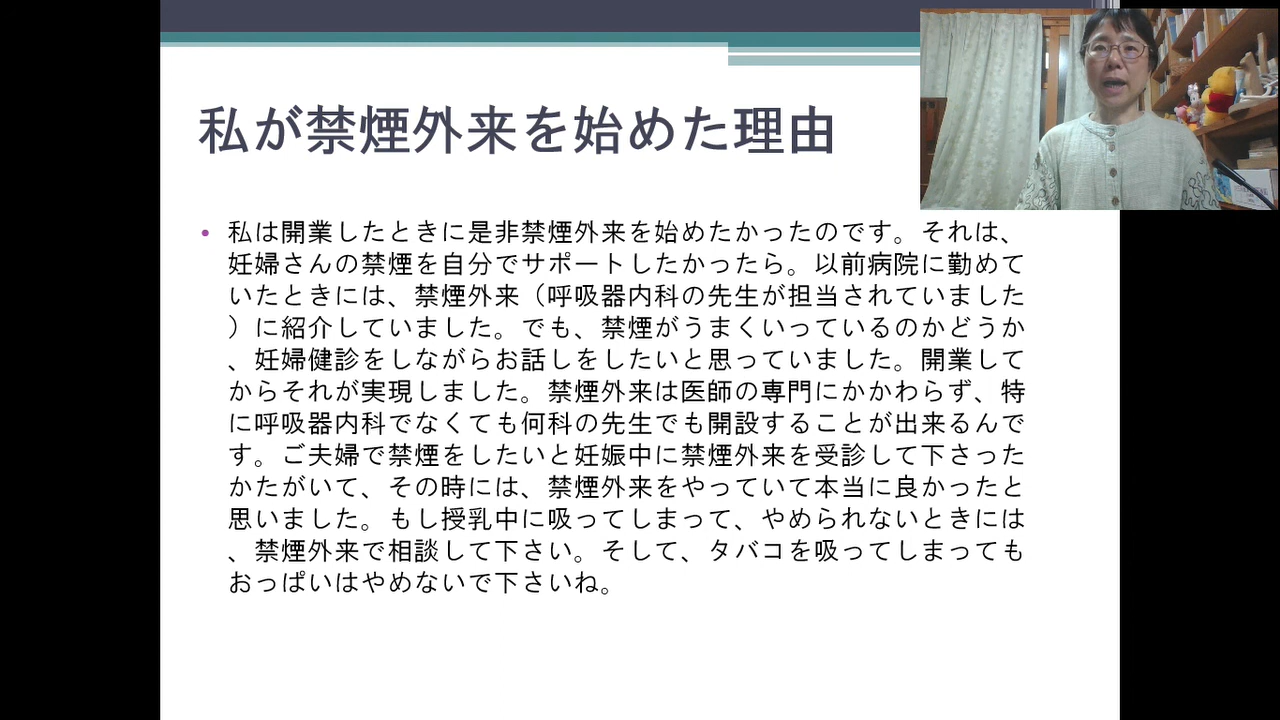 私が禁煙外来を始めた理由
• 私は開業したときに是非禁煙外来を始めたかったのです。それは、
妊婦さんの禁煙を自分でサポートしたかったら。以前病院に勤めて
いたときには、禁煙外来（呼吸器内科の先生が担当されていました
）に紹介していました。でも、禁煙がうまくいっているのかどうか
、妊婦健診をしながらお話しをしたいと思っていました。開業して
からそれが実現しました。禁煙外来は医師の専門にかかわらず、特
に呼吸器内科でなくても何科の先生でも開設することが出来るんで
す。ご夫婦で禁煙をしたいと妊娠中に禁煙外来を受診して下さった
かたがいて、その時には、禁煙外来をやっていて本当に良かったと
思いました。もし授乳中に吸ってしまって、やめられないときには
、禁煙外来で相談して下さい。そして、タバコを吸ってしまっても
おっぱいはやめないで下さいね。